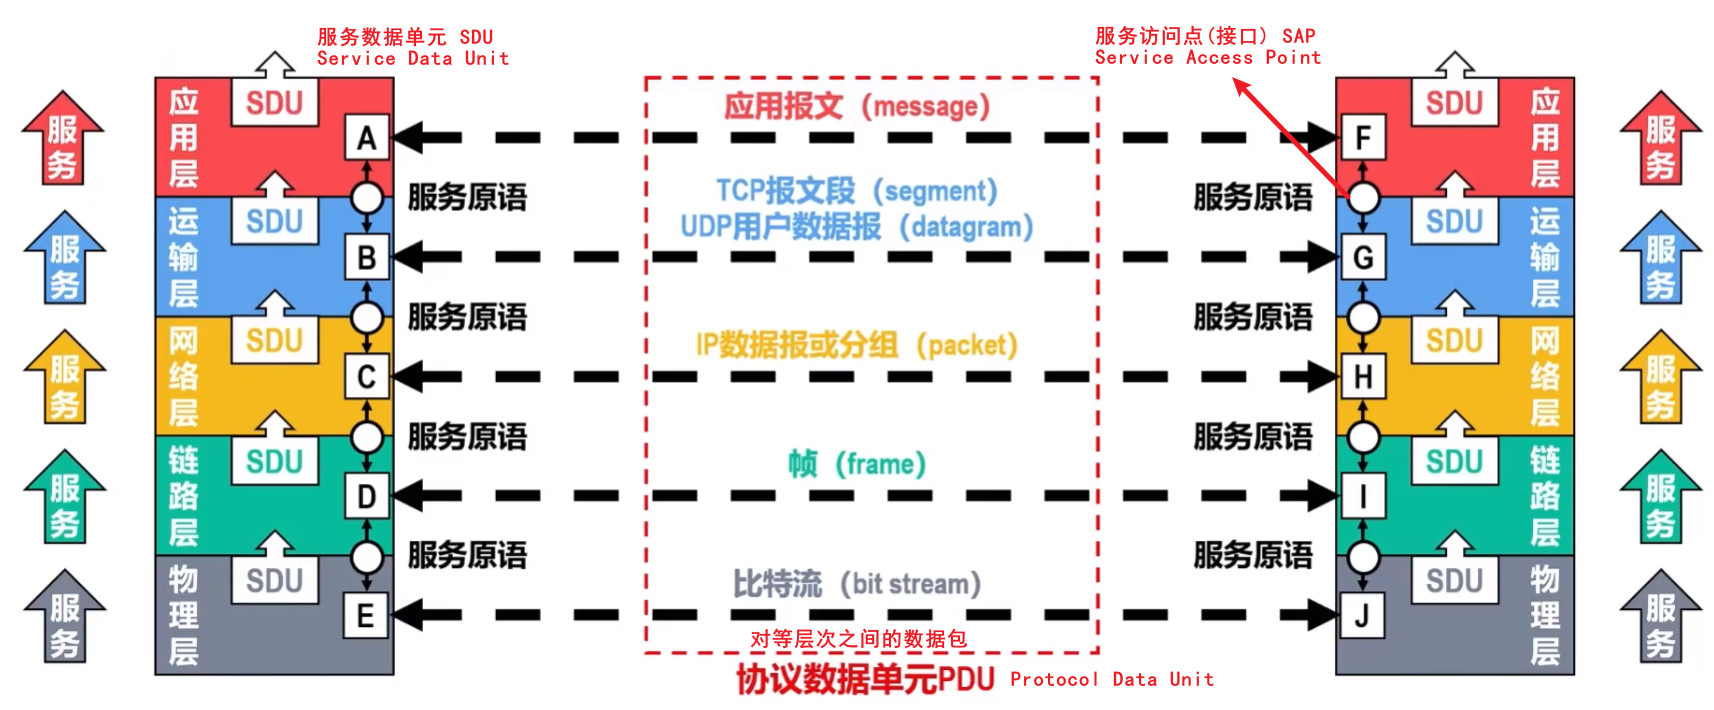 服务数据单元 SDU
Service Data Unit
服务访问点(接口) SAP
Service Access Point
服务
服务
服务
服务
服务
应用层
SDU
A
运输层
SDU
B
网络层
SDU
C
链路层
SDU
D
物理层
SDU
E
服务原语
服务原语
服务原语
服务原语
应用报文（message）
TCP报文段（segment）
UDP用户数据报（datagram）
IP数据报或分组（packet）
帧（frame）
比特流（bit stream）
对等层次之间的数据包
协议数据单元PDU Protocol Data Unit
服务原语
服务原语
服务原语
服务原语
F
SDU
应用层
G
SDU
运输层
H
SDU
网络层
I
SDU
链路层
J
SDU
物理层
服务
服务
服务
服务
服务